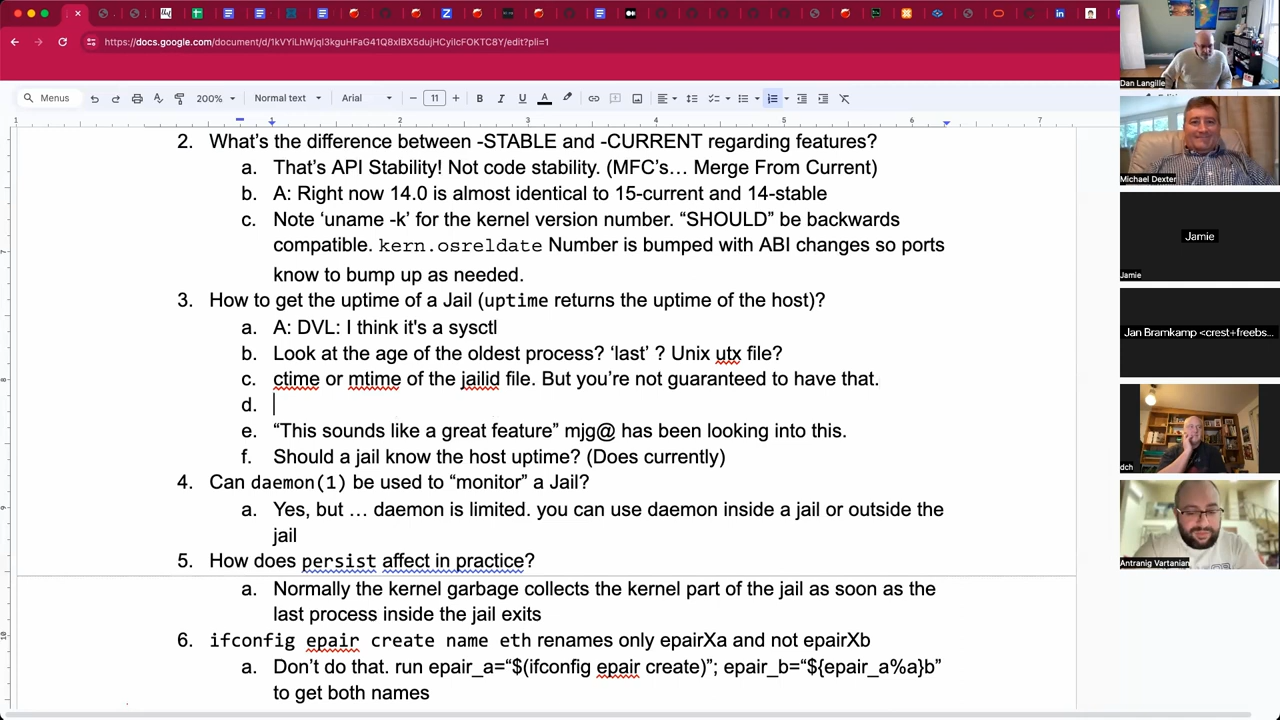 https://docs.google.com/document/d/1kVYiLhWjqI3kguHFaG41Q8xlBX5dujHCyiIcFOKTC8Y/edit?pli=1
Menus 200% Normal text Arial 11 B I U A
1 1 2 3 4 5 6 7
2. What's the difference between -STABLE and -CURRENT regarding features?
a. That's API Stability! Not code stability. (MFC's… Merge From Current)
b. A: Right now 14.0 is almost identical to 15-current and 14-stable
c. Note ‘uname -k’ for the kernel version number. “SHOULD” be backwards
compatible. kern.osreldate Number is bumped with ABI changes so ports
know to bump up as needed.
3. How to get the uptime of a Jail (uptime returns the uptime of the host)?
a. A: DVL: I think it's a sysctl
b. Look at the age of the oldest process? ‘last’ ? Unix utx file?
c. ctime or mtime of the jailid file. But you’re not guaranteed to have that.
d.
e. “This sounds like a great feature” mjg@ has been looking into this.
f. Should a jail know the host uptime? (Does currently)
4. Can daemon(1) be used to “monitor” a Jail?
a. Yes, but … daemon is limited. you can use daemon inside a jail or outside the
jail
5. How does persist affect in practice?
a. Normally the kernel garbage collects the kernel part of the jail as soon as the
last process inside the jail exits
6. ifconfig epair create name eth renames only epairXa and not epairXb
a. Don’t do that. run epair_a=“$(ifconfig epair create)”; epair_b=“${epair_a%a}b”
to get both names
Dan Langille
Michael Dexter
Jamie
Jamie
Jan Bramkamp <crest+freebs...
dch
Antranig Vartanian